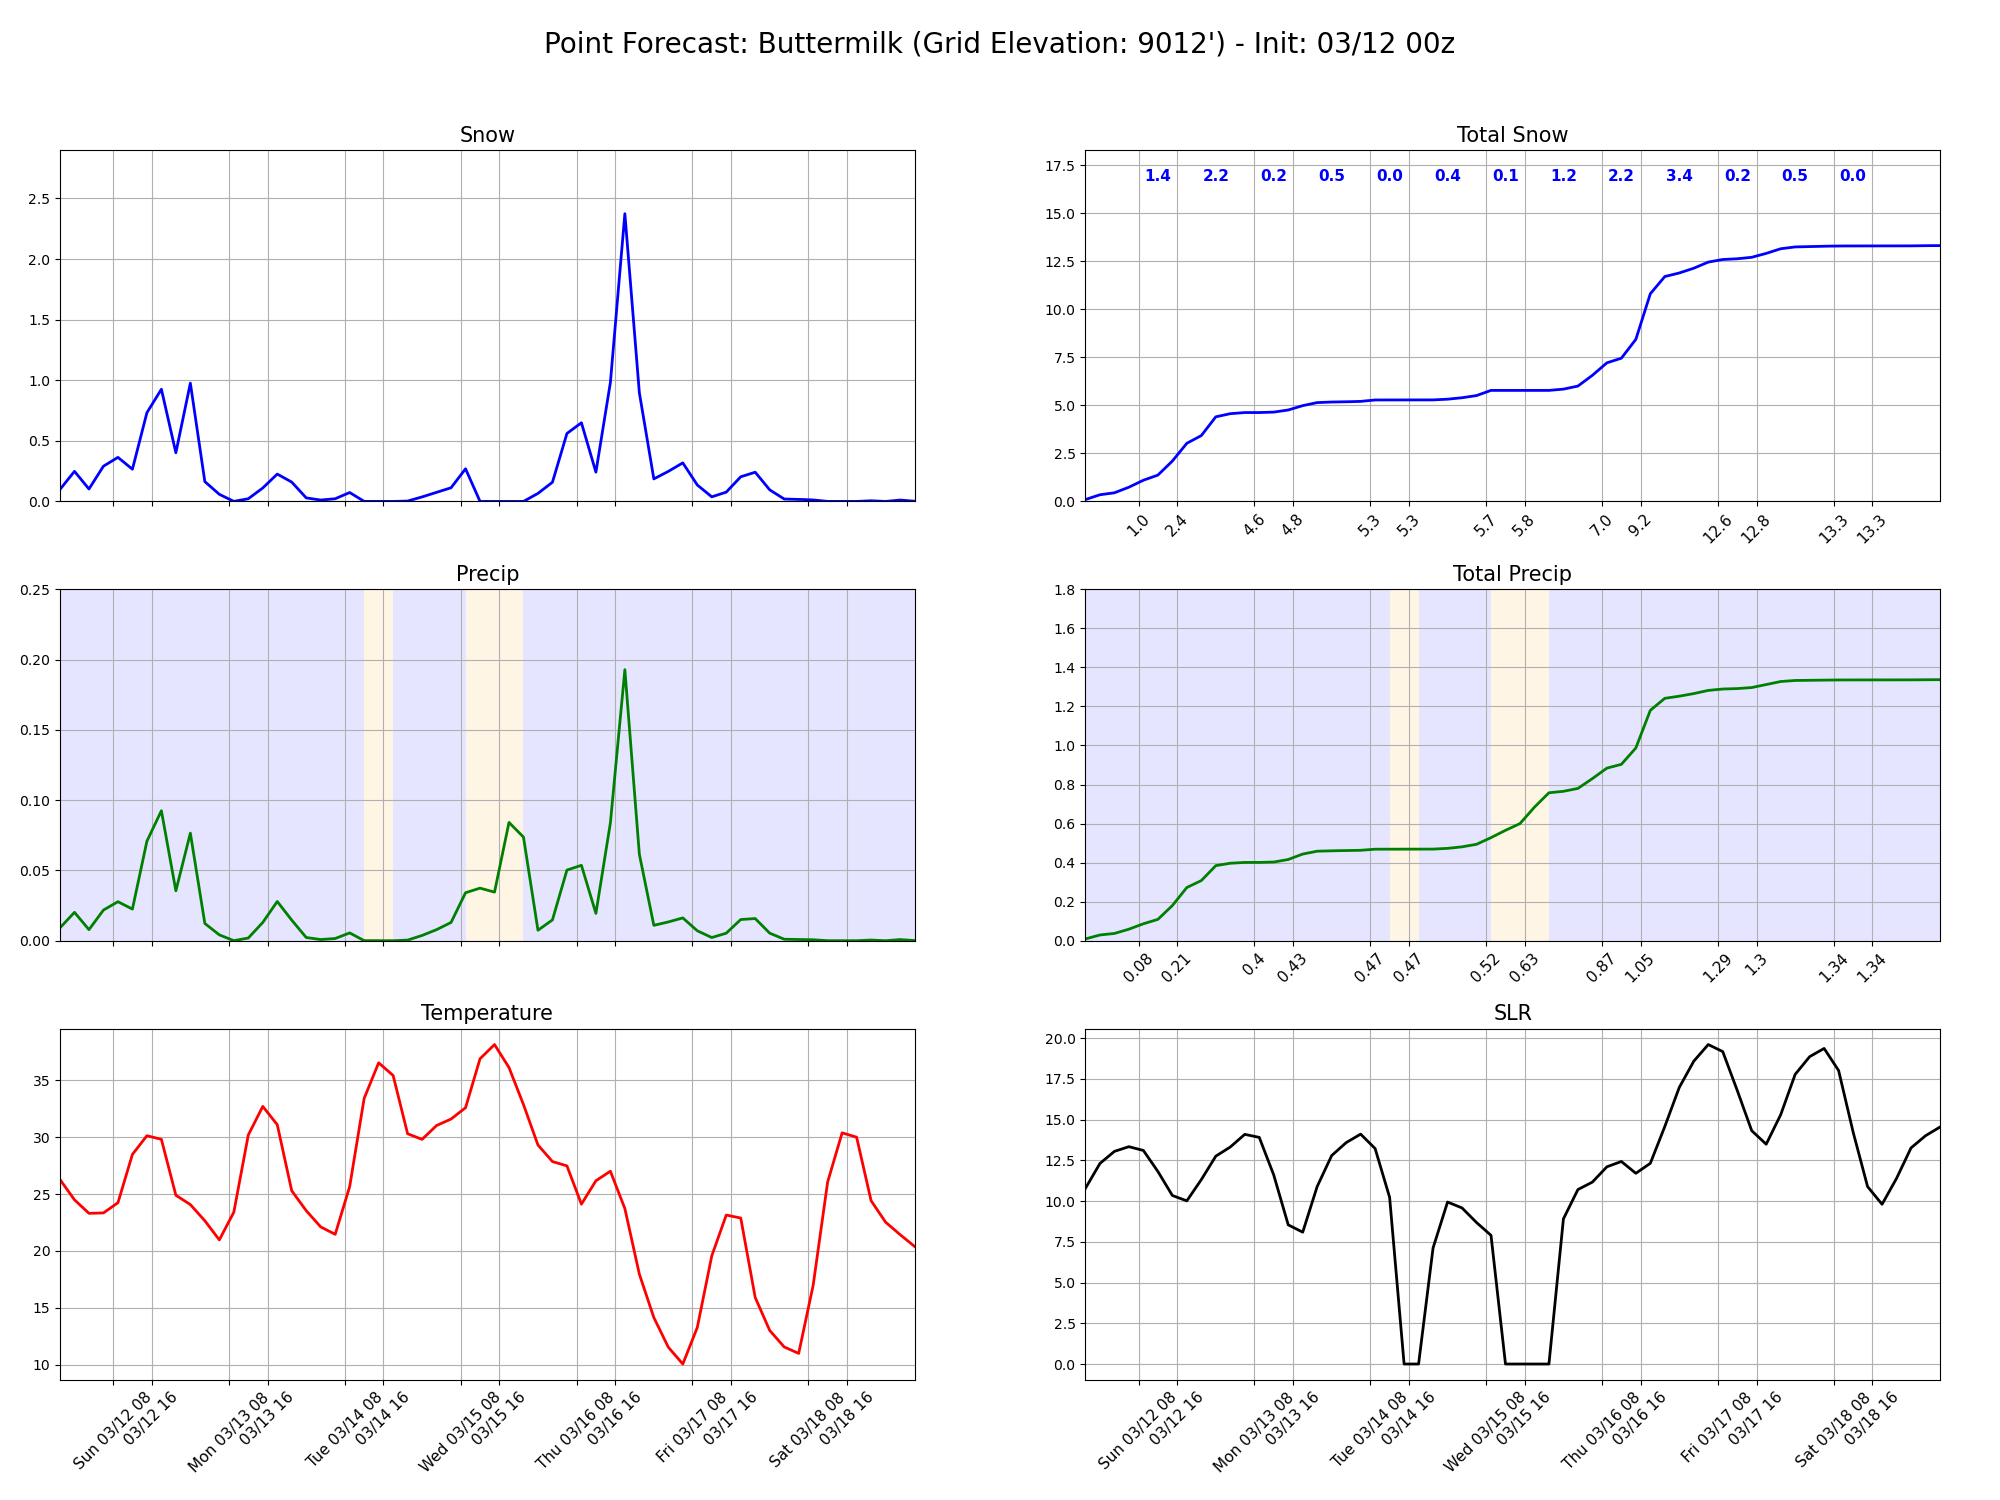 Point Forecast: Buttermilk (Grid Elevation: 9012') - Init: 03/12 00z
Snow
2.5
2.0
1.5
1.0
0.5
0.0
Total Snow
17.5
15.0
12.5
10.0
7.5
5.0
2.5
0.0
1.4 2.2 0.2 0.5 0.0 0.4 0.1 1.2 2.2 3.4 0.2 0.5 0.0
1.0 2.4 4.6 4.8 5.3 5.3 5.7 5.8 7.0 9.2 12.6 12.8 13.3 13.3
Precip
0.25
0.20
0.15
0.10
0.05
0.00
Total Precip
1.8
1.6
1.4
1.2
1.0
0.8
0.6
0.4
0.2
0.0
0.08 0.21 0.4 0.43 0.47 0.47 0.52 0.63 0.87 1.05 1.29 1.3 1.34 1.34
Temperature
35
30
25
20
15
10
Sun 03/12 08
03/12 16
Mon 03/13 08
03/13 16
Tue 03/14 08
03/14 16
Wed 03/15 08
03/15 16
Thu 03/16 08
03/16 16
Fri 03/17 08
03/17 16
Sat 03/18 08
03/18 16
SLR
20.0
17.5
15.0
12.5
10.0
7.5
5.0
2.5
0.0
Sun 03/12 08
03/12 16
Mon 03/13 08
03/13 16
Tue 03/14 08
03/14 16
Wed 03/15 08
03/15 16
Thu 03/16 08
03/16 16
Fri 03/17 08
03/17 16
Sat 03/18 08
03/18 16